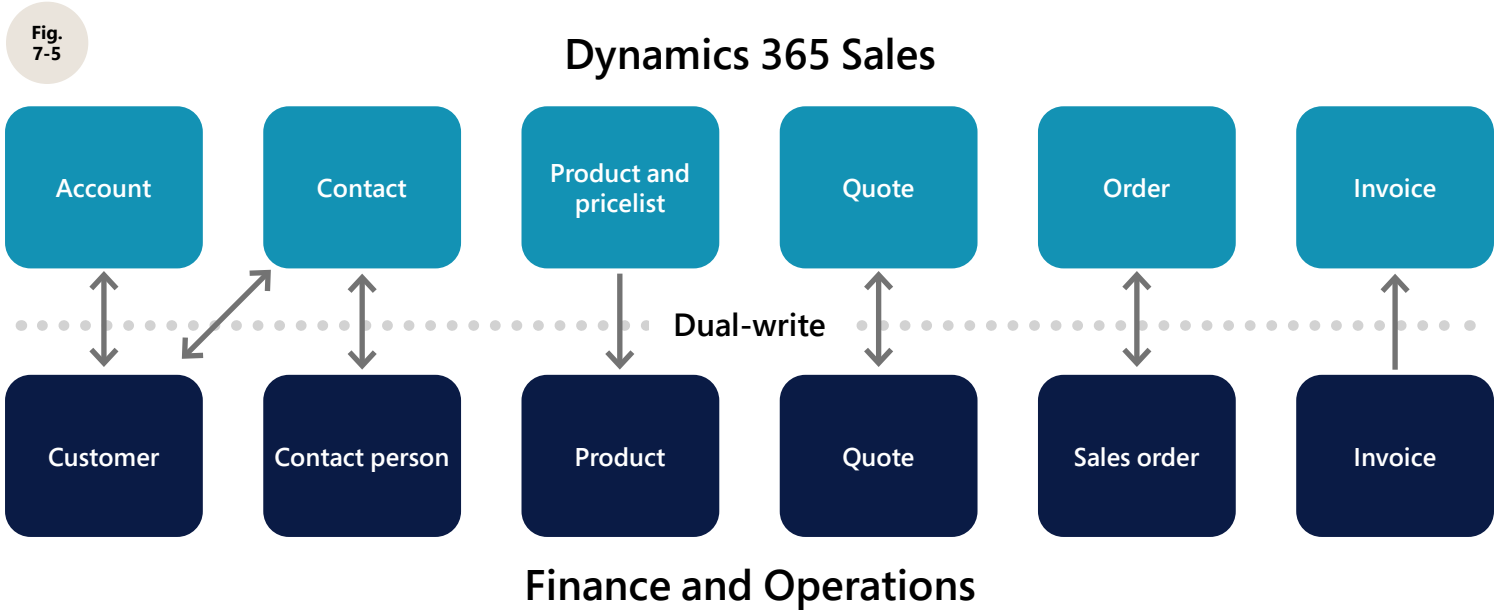 Fig.
7-5
Dynamics 365 Sales
Account
Contact
Product and
pricelist
Quote
Order
Invoice
Dual-write
Customer
Contact person
Product
Quote
Sales order
Invoice
Finance and Operations